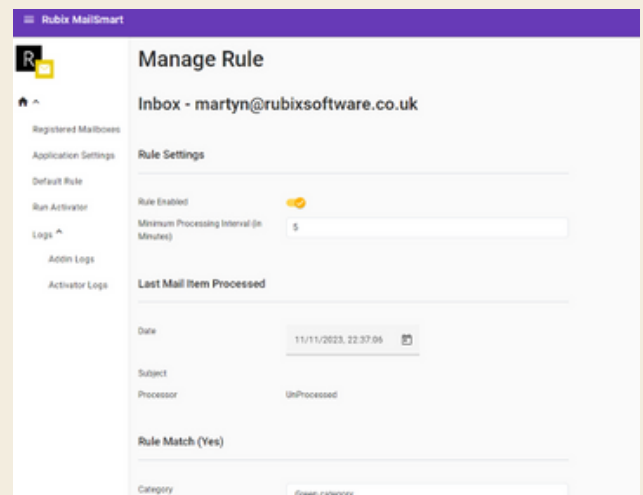 Rubix MailSmart
R
Manage Rule
Inbox - martyn@rubixsoftware.co.uk
Registered Mailboxes
Application Settings
Default Rule
Run Activator
Logs
Addin Logs
Activator Logs
Rule Settings
Rule Enabled
Minimum Processing Interval (in
Minutes)
5
Last Mail Item Processed
Date
11/11/2023, 22:37:06
Subject
Processor
UnProcessed
Rule Match (Yes)
Category
Green category